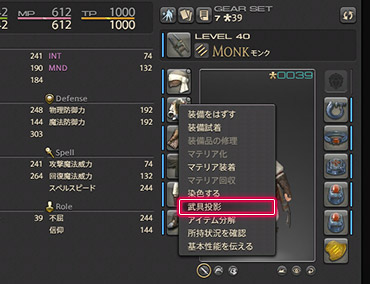 42 MP 612 TP 1000
42 612 1000
GEAR SET
7 39
LEVEL 40
MONK モンク
241 INT 74
190 MND 132
184
0039
Defense
248 物理防御力 192
144 魔法防御力 192
303
Spell
241 攻撃魔法威力 74
264 回復魔法威力 132
スペルスピード 244
Role
39 不屈 244
信仰 144
装備をはずす
装備試着
装備品の修理
マテリア化
マテリア装着
マテリア回収
染色する
武具投影
アイテム分解
所持状況を確認
基本性能を伝える